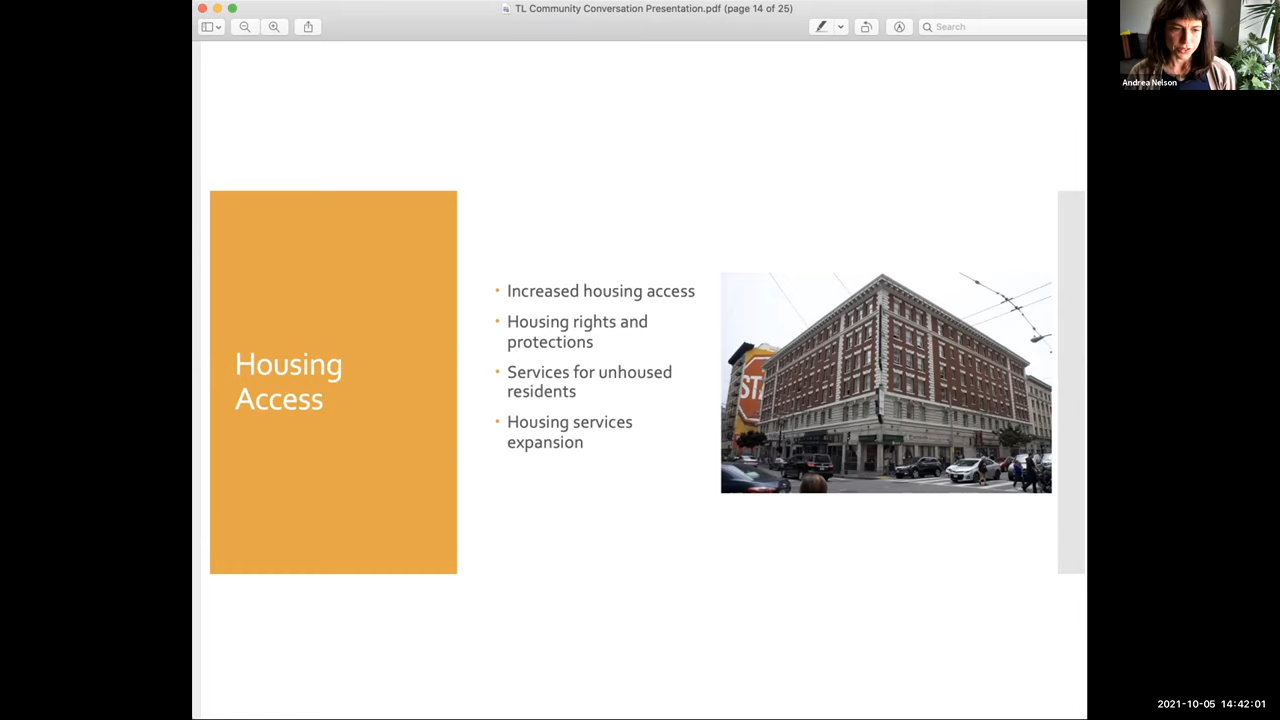 TL Community Conversation Presentation.pdf (page 14 of 25)
Search
Andrea Nelson
Housing
Access
• Increased housing access
• Housing rights and
protections
• Services for unhoused
residents
• Housing services
expansion
STA
2021-10-05 14:42:01